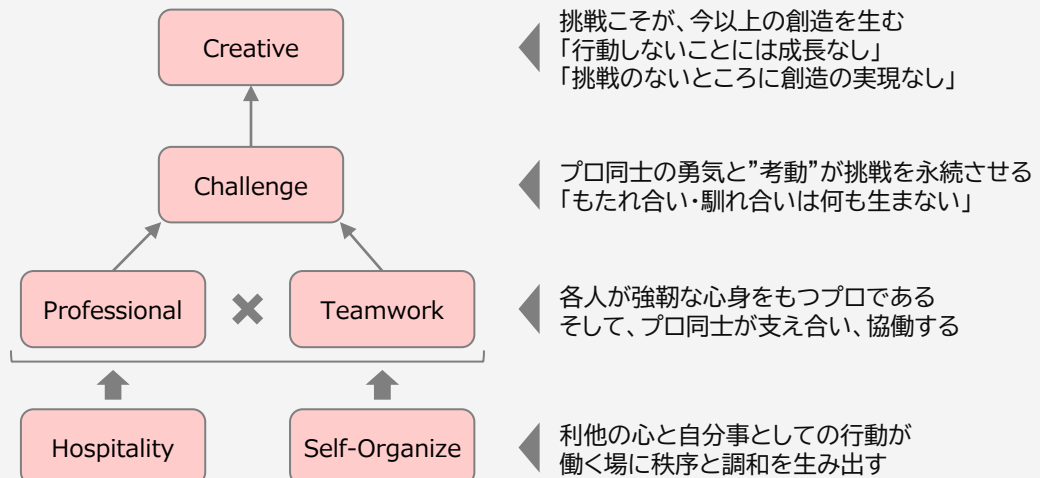 Creative
挑戦こそが、今以上の創造を生む
「行動しないことには成長なし」
「挑戦のないところに創造の実現なし」
Challenge
プロ同士の勇気と”考動”が挑戦を永続させる
「もたれ合い・馴れ合いは何も生まない」
Professional
Teamwork
各人が強靭な心身をもつプロである
そして、プロ同士が支え合い、協働する
Hospitality
Self-Organize
利他の心と自分事としての行動が
働く場に秩序と調和を生み出す